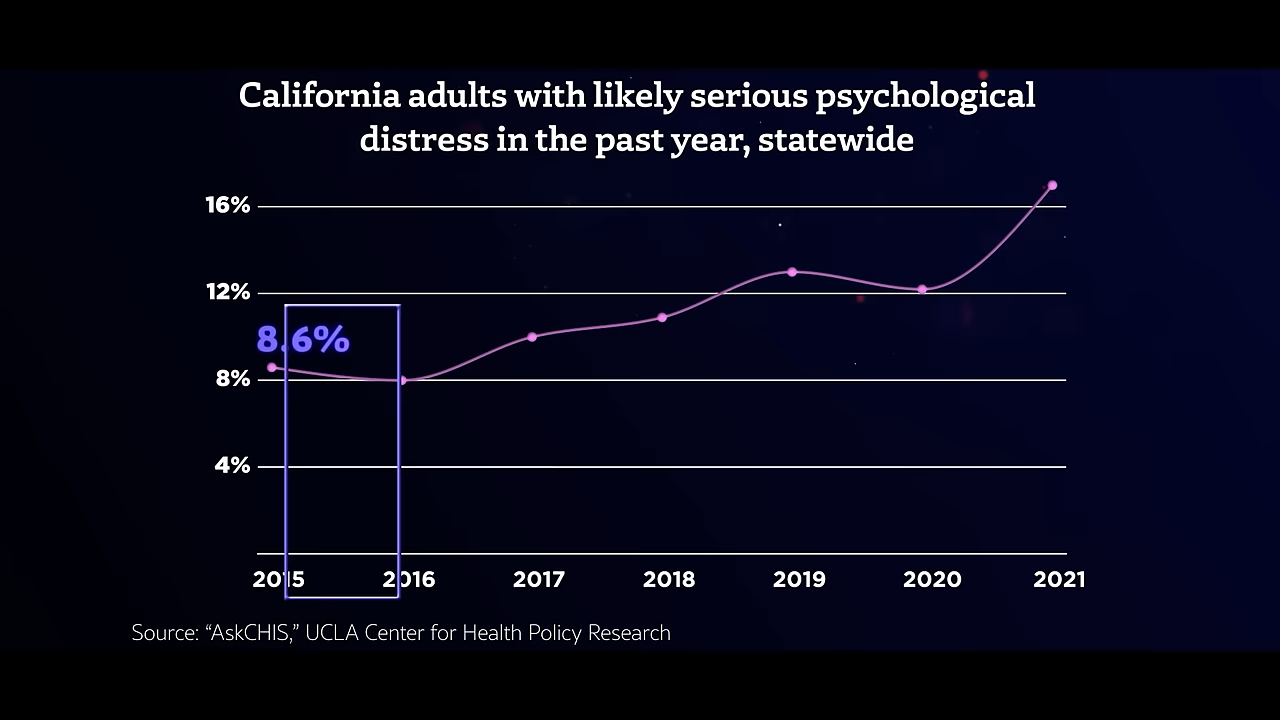 California adults with likely serious psychological
distress in the past year, statewide
16%
12%
8.6%
8%
4%
2015 2016 2017 2018 2019 2020 2021
Source: “AskCHIS,” UCLA Center for Health Policy Research